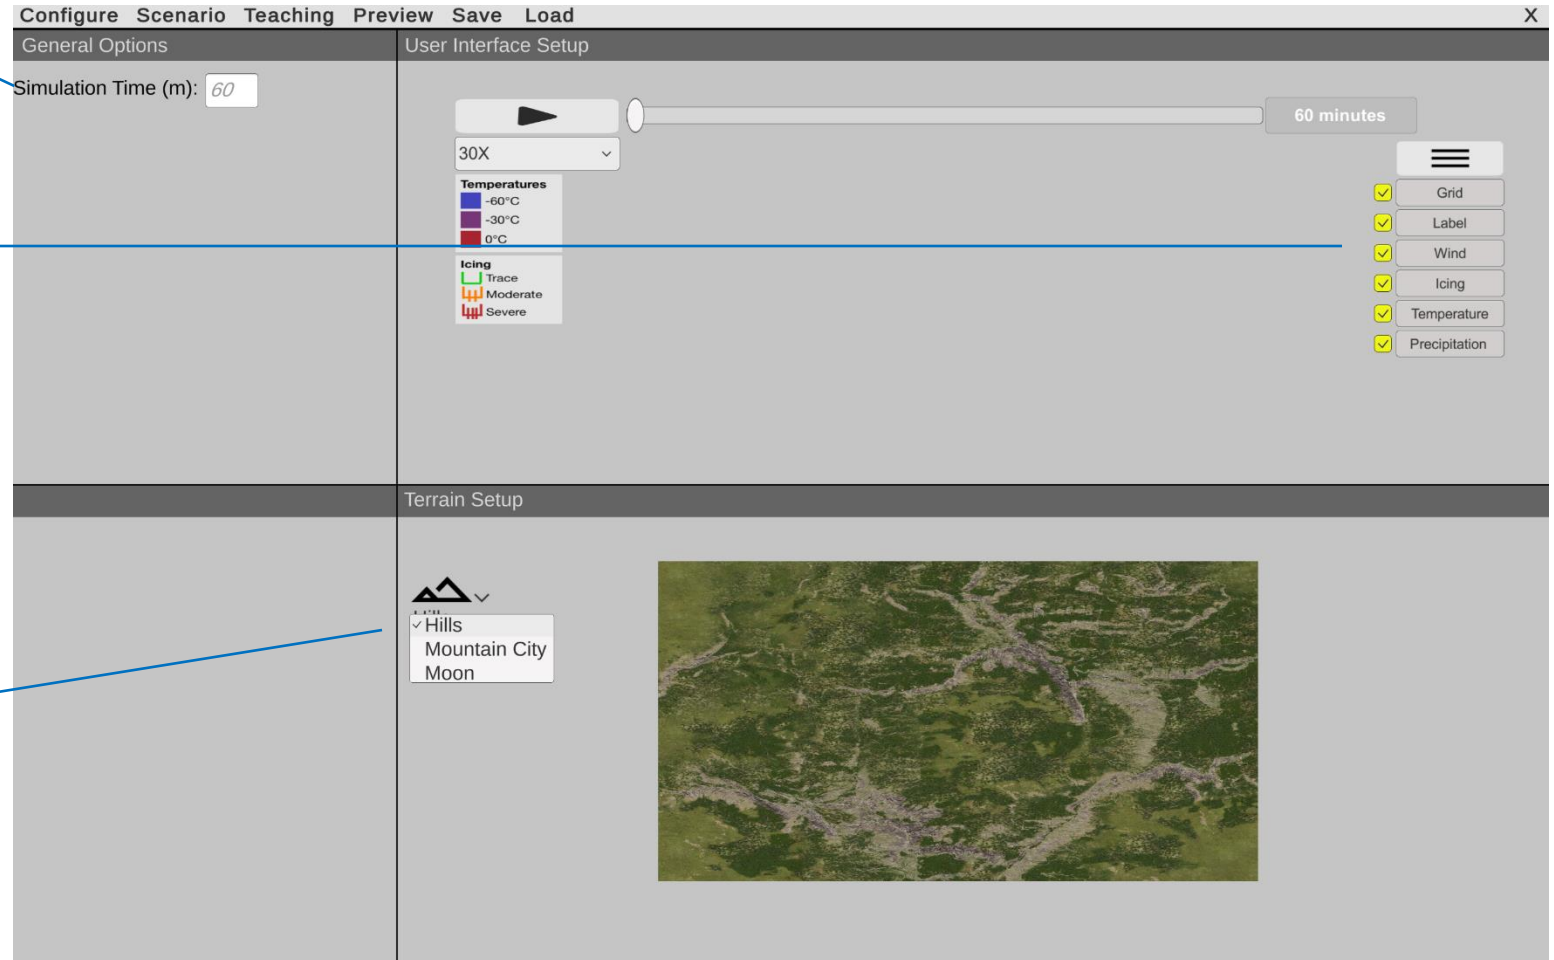 Configure Scenario Teaching Preview Save Load X
General Options
User Interface Setup
Simulation Time (m): 60
60 minutes
30X
Temperatures
-60°C
-30°C
0°C
Icing
Trace
Moderate
Severe
Grid
Label
Wind
Icing
Temperature
Precipitation
Terrain Setup
Hills
Mountain City
Moon